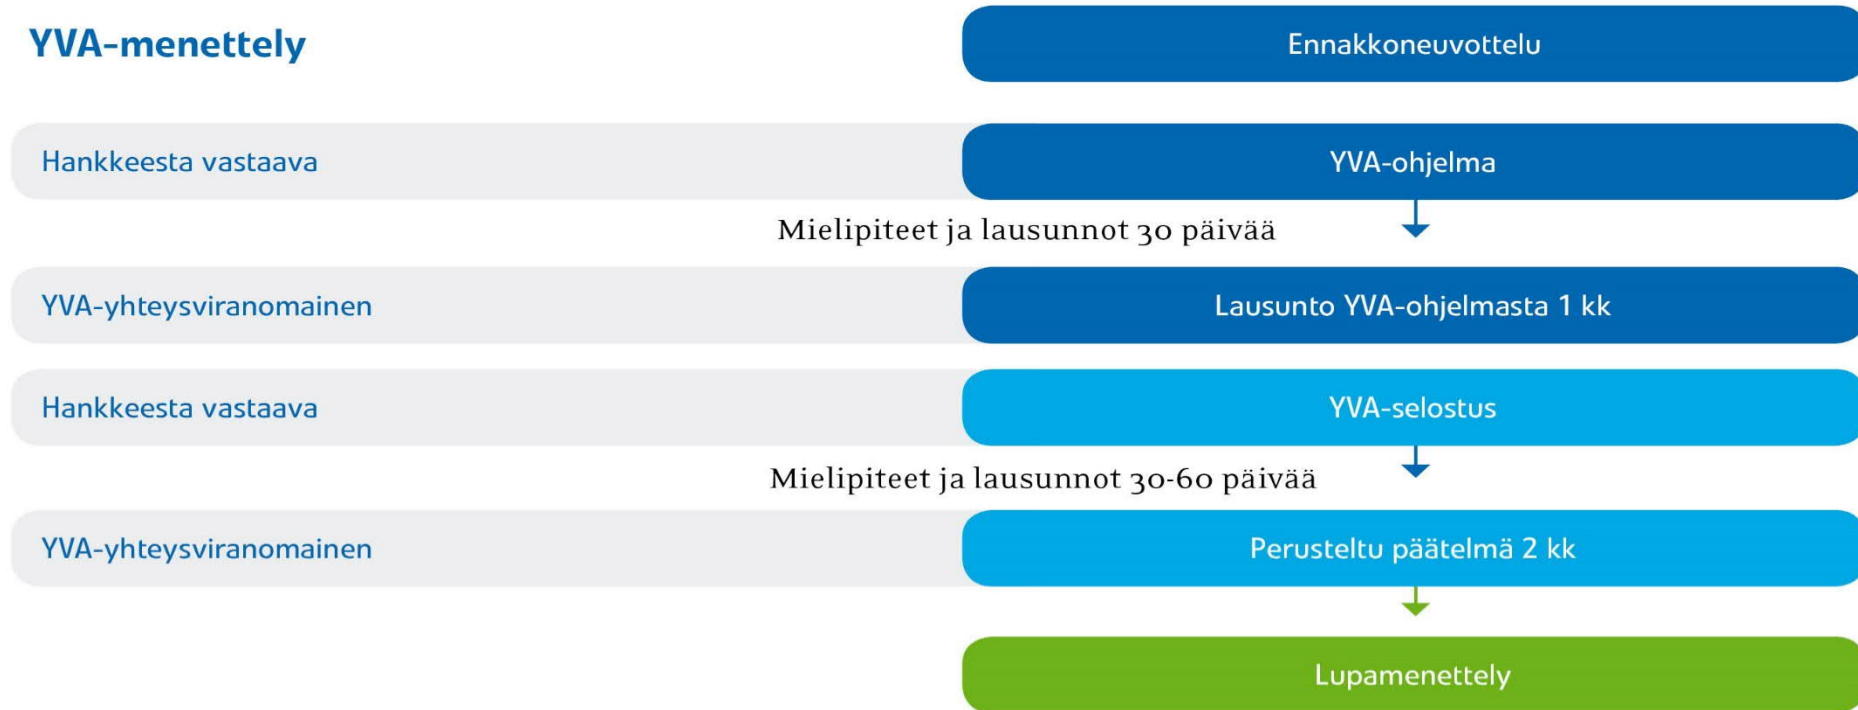 YVA-menettely
Ennakkoneuvottelu
Hankkeesta vastaava
YVA-ohjelma
Mielipiteet ja lausunnot 30 päivää
YVA-yhteysviranomainen
Lausunto YVA-ohjelmasta 1 kk
Hankkeesta vastaava
YVA-selostus
Mielipiteet ja lausunnot 30-60 päivää
YVA-yhteysviranomainen
Perusteltu päätelmä 2 kk
Lupamenettely